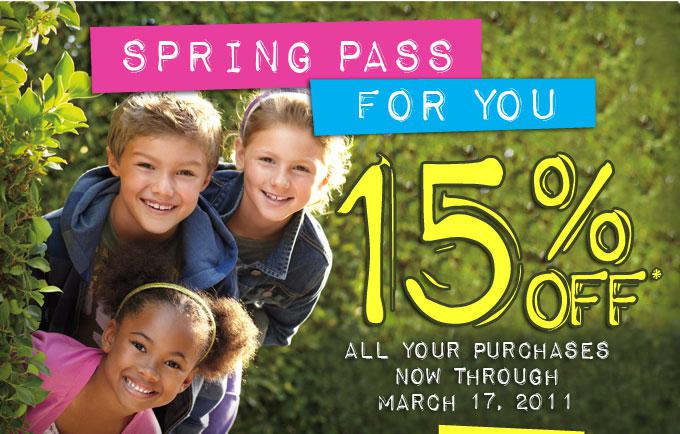 SPRING PASS
FOR YOU
15%
OFF*
ALL YOUR PURCHASES
NOW THROUGH
MARCH 17, 2011